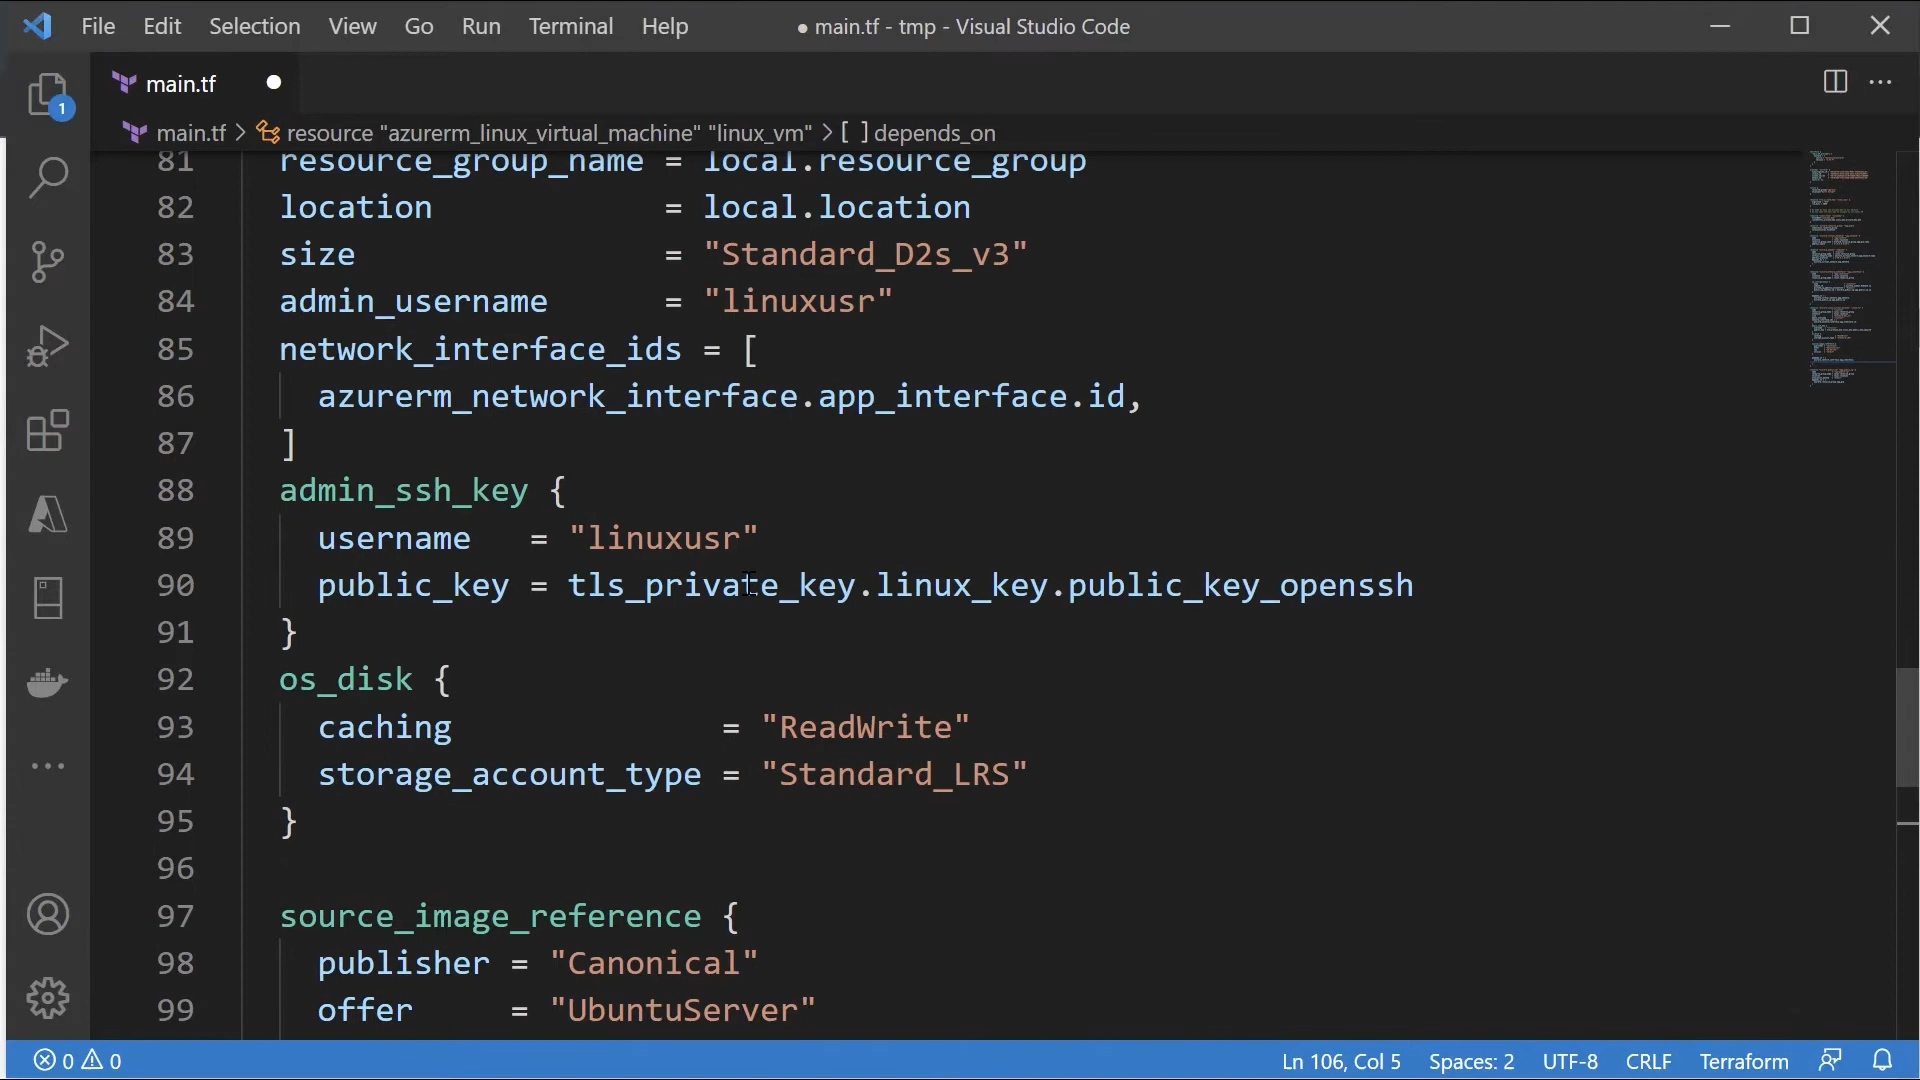 File Edit Selection View Go Run Terminal Help ● main.tf - tmp - Visual Studio Code
main.tf
1
main.tf > resource "azurerm_linux_virtual_machine" "linux_vm" > [ ] depends_on
81 resource_group_name = local.resource_group
82 location = local.location
83 size = "Standard_D2s_v3"
84 admin_username = "linuxusr"
85 network_interface_ids = [
86 azurerm_network_interface.app_interface.id,
87 ]
88 admin_ssh_key {
89 username = "linuxusr"
90 public_key = tls_private_key.linux_key.public_key_openssh
91 }
92 os_disk {
93 caching = "ReadWrite"
94 storage_account_type = "Standard_LRS"
95 }
96
97 source_image_reference {
98 publisher = "Canonical"
99 offer = "UbuntuServer"
0 0 Ln 106, Col 5 Spaces: 2 UTF-8 CRLF Terraform